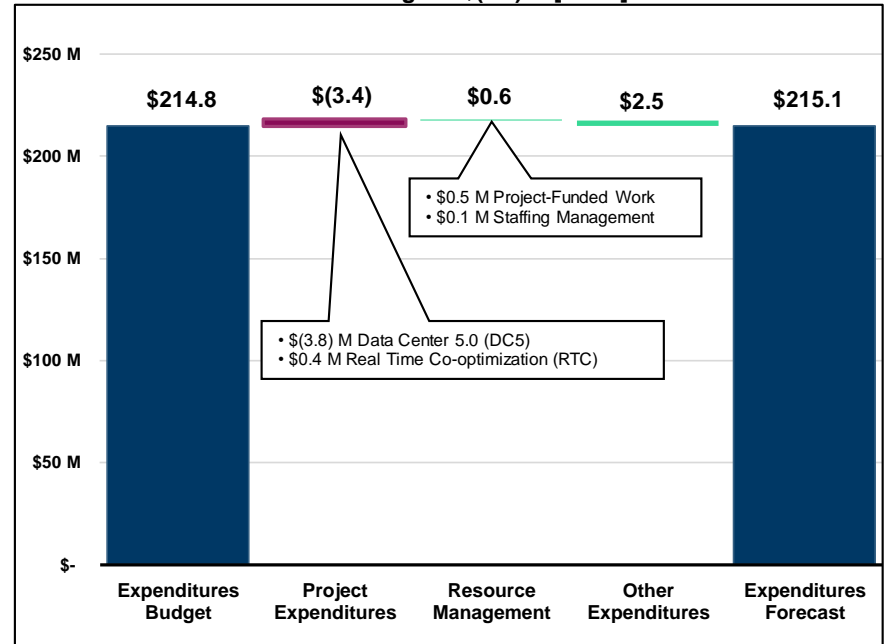 $250 M
$214.8
$(3.4)
$0.6
$2.5
$215.1
$200 M
• $0.5 M Project-Funded Work
• $0.1 M Staffing Management
$150 M
• $(3.8) M Data Center 5.0 (DC5)
• $0.4 M Real Time Co-optimization (RTC)
$100 M
$50 M
$-
Expenditures
Budget
Project
Expenditures
Resource
Management
Other
Expenditures
Expenditures
Forecast